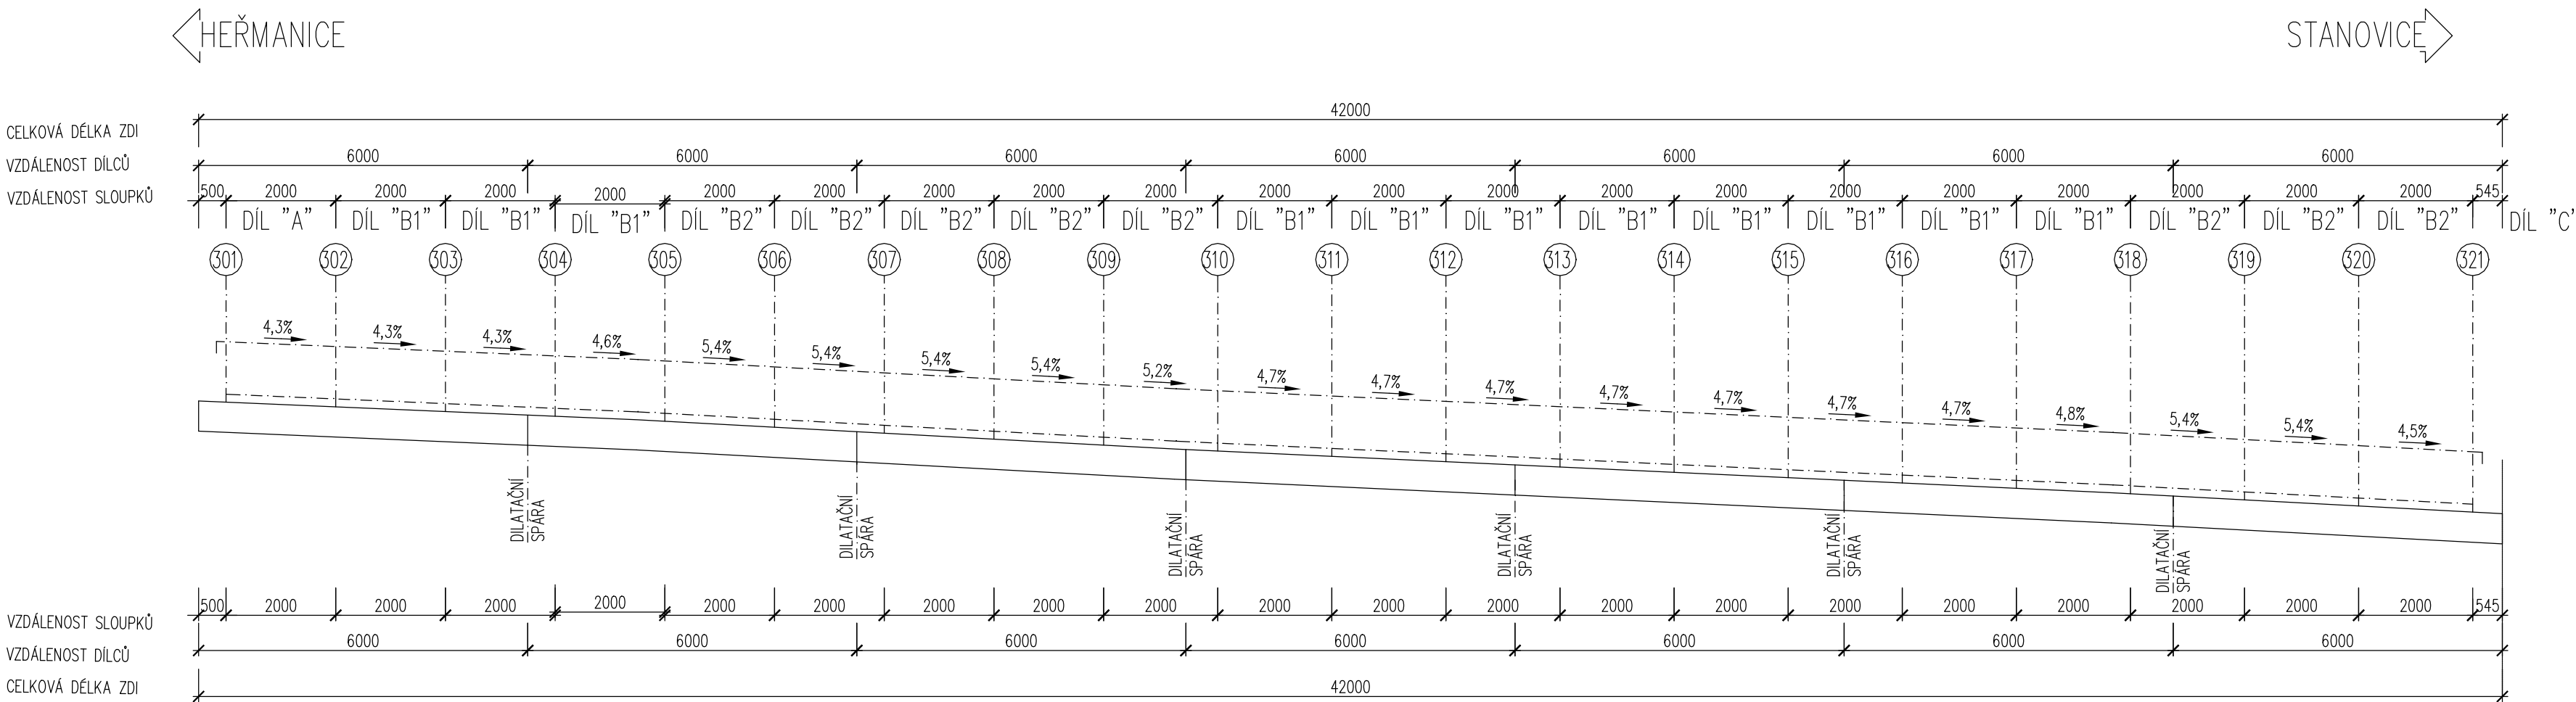 HEŘMANICE
STANOVICE
CELKOVÁ DÉLKA ZDI
42000
VZDÁLENOST DÍLCŮ
6000 6000 6000 6000 6000 6000 6000
VZDÁLENOST SLOUPKŮ
500 2000 2000 2000 2000 2000 2000 2000 2000 2000 2000 2000 2000 2000 2000 2000 2000 2000 2000 2000 2000 545
DÍL "A" DÍL "B1" DÍL "B1" DÍL "B1" DÍL "B2" DÍL "B2" DÍL "B2" DÍL "B2" DÍL "B2" DÍL "B1" DÍL "B1" DÍL "B1" DÍL "B1" DÍL "B1" DÍL "B1" DÍL "B1" DÍL "B1" DÍL "B2" DÍL "B2" DÍL "B2" DÍL "C"
301 302 303 304 305 306 307 308 309 310 311 312 313 314 315 316 317 318 319 320 321
4,3% 4,3% 4,3% 4,6% 5,4% 5,4% 5,4% 5,4% 5,2% 4,7% 4,7% 4,7% 4,7% 4,7% 4,7% 4,7% 4,8% 5,4% 5,4% 4,5%
DILATAČNÍ
SPÁRA
DILATAČNÍ
SPÁRA
DILATAČNÍ
SPÁRA
DILATAČNÍ
SPÁRA
DILATAČNÍ
SPÁRA
DILATAČNÍ
SPÁRA
VZDÁLENOST SLOUPKŮ
500 2000 2000 2000 2000 2000 2000 2000 2000 2000 2000 2000 2000 2000 2000 2000 2000 2000 2000 2000 2000 545
VZDÁLENOST DÍLCŮ
6000 6000 6000 6000 6000 6000 6000
CELKOVÁ DÉLKA ZDI
42000